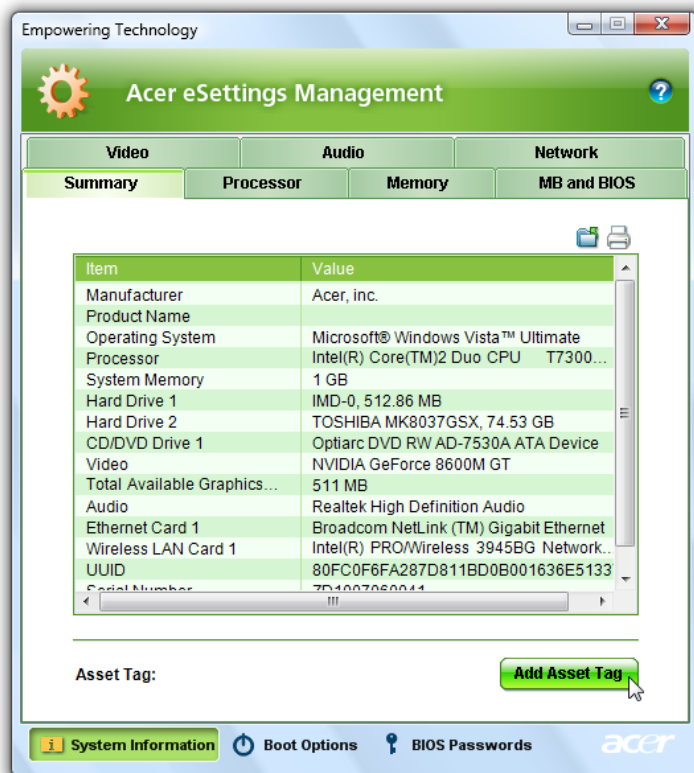 Empowering Technology
Acer eSettings Management
Video Audio Network
Summary Processor Memory MB and BIOS
Item Value
Manufacturer Acer, inc.
Product Name
Operating System Microsoft® Windows Vista™ Ultimate
Processor Intel(R) Core(TM)2 Duo CPU T7300...
System Memory 1 GB
Hard Drive 1 IMD-0, 512.86 MB
Hard Drive 2 TOSHIBA MK8037GSX, 74.53 GB
CD/DVD Drive 1 Optiarc DVD RW AD-7530A ATA Device
Video NVIDIA GeForce 8600M GT
Total Available Graphics... 511 MB
Audio Realtek High Definition Audio
Ethernet Card 1 Broadcom NetLink (TM) Gigabit Ethernet
Wireless LAN Card 1 Intel(R) PRO/Wireless 3945BG Network...
UUID 80FC0F6FA287D811BD0B001636E5133
Serial Number
Asset Tag: Add Asset Tag
System Information Boot Options BIOS Passwords acer